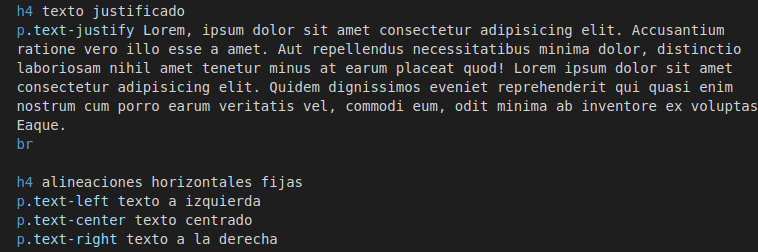 h4 texto justificado
p.text-justify Lorem, ipsum dolor sit amet consectetur adipisicing elit. Accusantium
ratione vero illo esse a amet. Aut repellendus necessitatibus minima dolor, distinctio
laboriosam nihil amet tenetur minus at earum placeat quod! Lorem ipsum dolor sit amet
consectetur adipisicing elit. Quidem dignissimos eveniet reprehenderit qui quasi enim
nostrum cum porro earum veritatis vel, commodi eum, odit minima ab inventore ex voluptas
Eaque.
br
h4 alineaciones horizontales fijas
p.text-left texto a izquierda
p.text-center texto centrado
p.text-right texto a la derecha